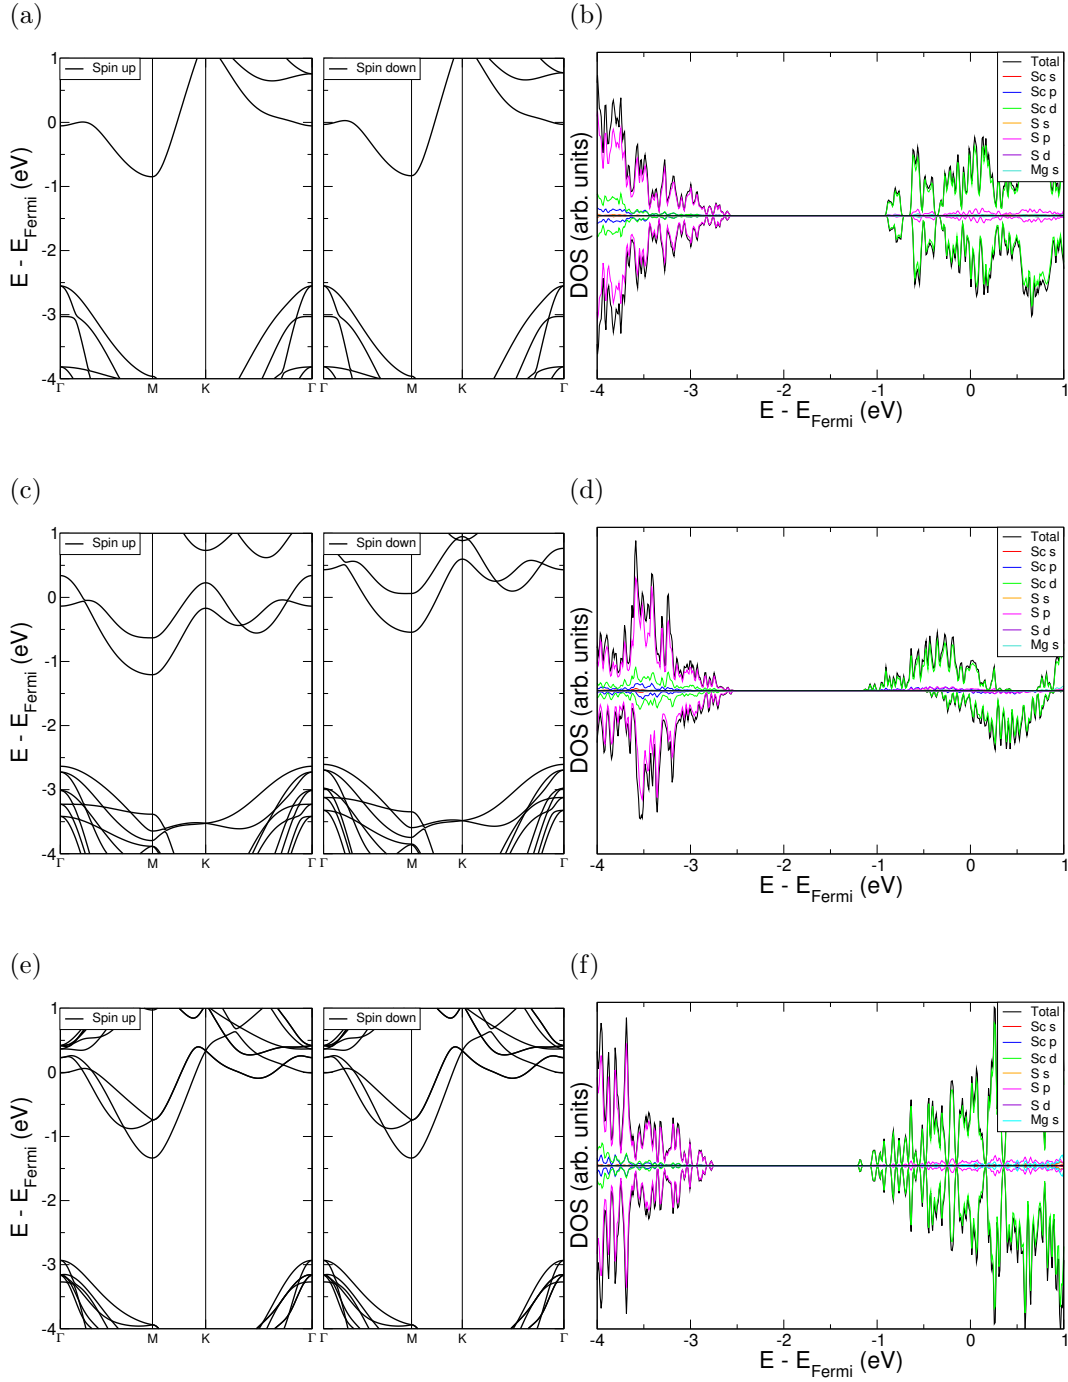 (a)
(b)
Spin up
Spin down
E - E_Fermi (eV)
1
0
-1
-2
-3
-4
Γ
M
K
Γ
M
K
Γ
DOS (arb. units)
Total
Sc s
Sc p
Sc d
S s
S p
S d
Mg s
-4
-3
-2
-1
0
1
E - E_Fermi (eV)
(c)
(d)
Spin up
Spin down
E - E_Fermi (eV)
1
0
-1
-2
-3
-4
Γ
M
K
Γ
M
K
Γ
DOS (arb. units)
Total
Sc s
Sc p
Sc d
S s
S p
S d
Mg s
-4
-3
-2
-1
0
1
E - E_Fermi (eV)
(e)
(f)
Spin up
Spin down
E - E_Fermi (eV)
1
0
-1
-2
-3
-4
Γ
M
K
Γ
M
K
Γ
DOS (arb. units)
Total
Sc s
Sc p
Sc d
S s
S p
S d
Mg s
-4
-3
-2
-1
0
1
E - E_Fermi (eV)